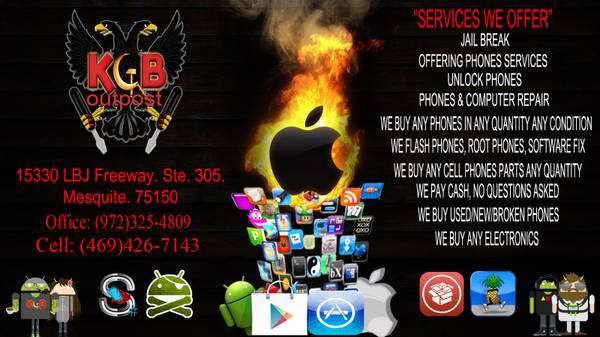 KGB
outpost
15330 LBJ Freeway. Ste. 305.
Mesquite. 75150
Office: (972)325-4809
Cell: (469)426-7143
“SERVICES WE OFFER”
JAIL BREAK
OFFERING PHONES SERVICES
UNLOCK PHONES
PHONES & COMPUTER REPAIR
WE BUY ANY PHONES IN ANY QUANTITY ANY CONDITION
WE FLASH PHONES, ROOT PHONES, SOFTWARE FIX
WE BUY ANY CELL PHONES PARTS ANY QUANTITY
WE PAY CASH, NO QUESTIONS ASKED
WE BUY USED/NEW/BROKEN PHONES
WE BUY ANY ELECTRONICS